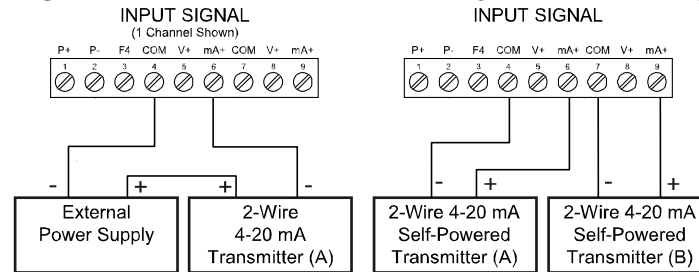 INPUT SIGNAL
(1 Channel Shown)
P+ P- F4 COM V+ mA+ COM V+ mA+
1 2 3 4 5 6 7 8 9
- + + -
External
Power Supply
2-Wire
4-20 mA
Transmitter (A)
INPUT SIGNAL
P+ P- F4 COM V+ mA+ COM V+ mA+
1 2 3 4 5 6 7 8 9
- + - +
2-Wire 4-20 mA
Self-Powered
Transmitter (A)
2-Wire 4-20 mA
Self-Powered
Transmitter (B)